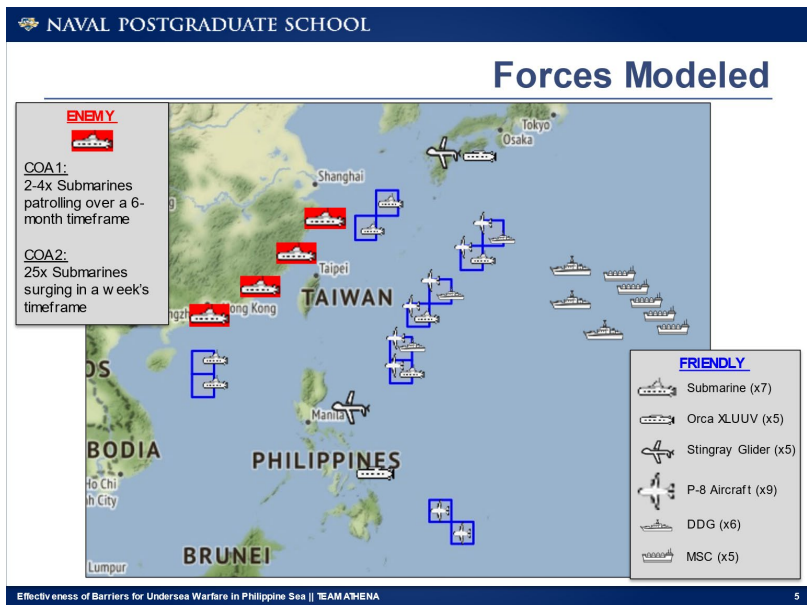 NAVAL POSTGRADUATE SCHOOL
Forces Modeled
ENEMY
COA1:
2-4x Submarines
patrolling over a 6-
month timeframe
COA2:
25x Submarines
surging in a week's
timeframe
Tokyo
Osaka
Shanghai
Taipei
ong Kong
TAIWAN
Manila
PHILIPPINES
BODIA
Ho Chi
City
BRUNEI
Lumpur
FRIENDLY
Submarine (x7)
Orca XLUUV (x5)
Stingray Glider (x5)
P-8 Aircraft (x9)
DDG (x6)
MSC (x5)
Effectiveness of Barriers for Undersea Warfare in Philippine Sea || TEAM ATHENA
5